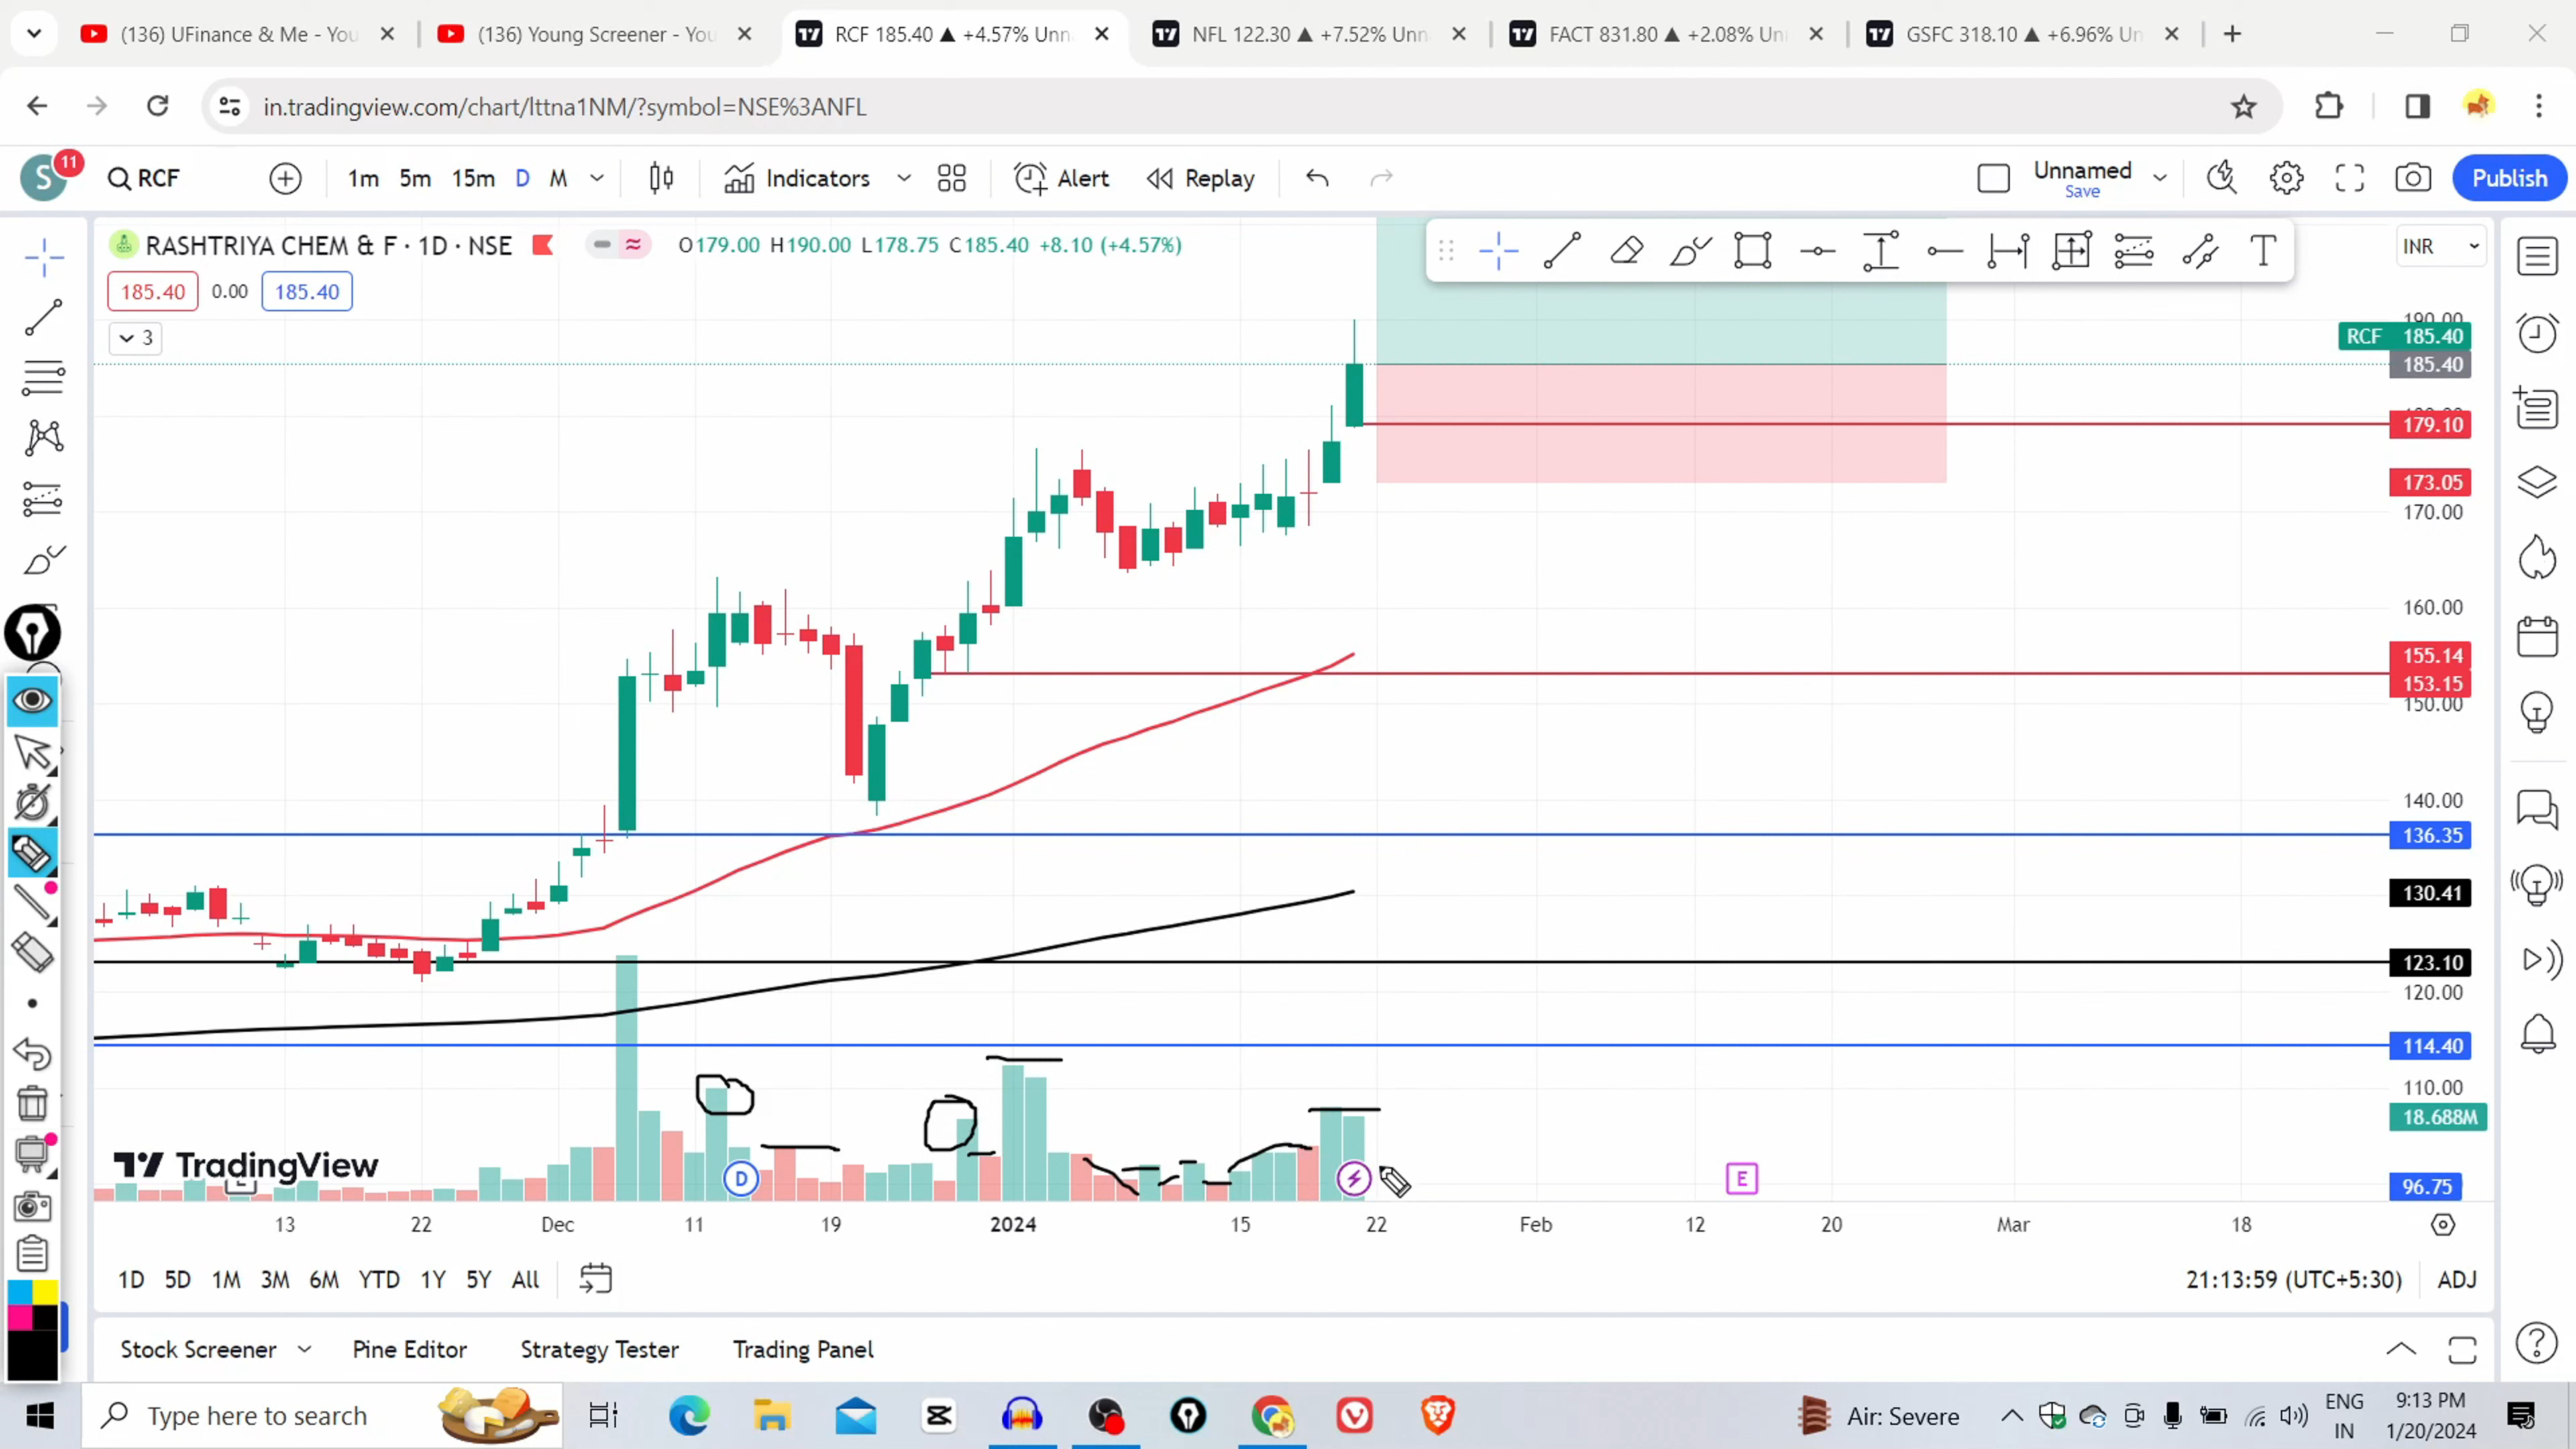 (136) UFinance & Me - You
(136) Young Screener - You
RCF 185.40 ▲ +4.57% Unn
NFL 122.30 ▲ +7.52% Unn
FACT 831.80 ▲ +2.08% Un
GSFC 318.10 ▲ +6.96% Un
in.tradingview.com/chart/lttna1NM/?symbol=NSE%3ANFL
S
11
RCF
1m 5m 15m D M
Indicators
Alert
Replay
Unnamed
Save
Publish
RASHTRIYA CHEM & F · 1D · NSE
O179.00 H190.00 L178.75 C185.40 +8.10 (+4.57%)
INR
185.40 0.00 185.40
3
190.00
RCF 185.40
185.40
179.10
173.05
170.00
160.00
155.14
153.15
150.00
140.00
136.35
130.41
123.10
120.00
114.40
110.00
18.688M
96.75
TradingView
D
E
13 22 Dec 11 19 2024 15 22 Feb 12 20 Mar 18
1D 5D 1M 3M 6M YTD 1Y 5Y All
21:13:59 (UTC+5:30) ADJ
Stock Screener Pine Editor Strategy Tester Trading Panel
Type here to search
Air: Severe
ENG
IN
9:13 PM
1/20/2024